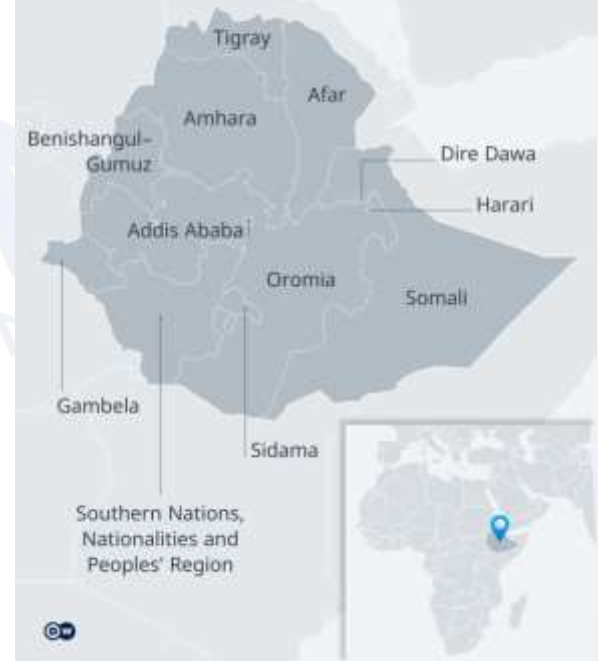 Tigray
Afar
Amhara
Benishangul–
Gumuz
Dire Dawa
Harari
Addis Ababa
Oromia
Somali
Gambela
Sidama
Southern Nations,
Nationalities and
Peoples' Region
DW